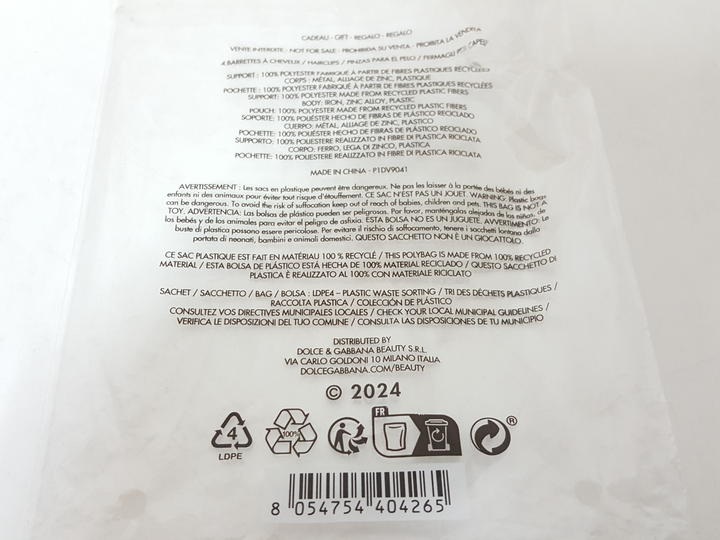 CADEAU - GIFT - REGALO - REGALO
VENTE INTERDITE - NOT FOR SALE - PROHIBIDA SU VENTA - PROIBITA LA VENDITA
4 BARRETTES À CHEVEUX / HAIRCLIPS / PINZAS PARA EL PELO / FERMAGLI PER CAPELLI
SUPPORT : 100% POLYESTER FABRIQUÉ À PARTIR DE FIBRES PLASTIQUES RECYCLÉES
CORPS : MÉTAL, ALLIAGE DE ZINC, PLASTIQUE
POCHETTE : 100% POLYESTER FABRIQUÉ À PARTIR DE FIBRES PLASTIQUES RECYCLÉES
SUPPORT: 100% POLYESTER MADE FROM RECYCLED PLASTIC FIBERS
BODY: IRON, ZINC ALLOY, PLASTIC
POUCH: 100% POLYESTER MADE FROM RECYCLED PLASTIC FIBERS
SOPORTE: 100% POLIÉSTER HECHO DE FIBRAS DE PLÁSTICO RECICLADO
CUERPO: METAL, ALLIAGE DE ZINC, PLÁSTICO
POCHETTE: 100% POLIÉSTER HECHO DE FIBRAS DE PLÁSTICO RECICLADO
SUPPORTO: 100% POLIESTERE REALIZZATO IN FIBRE DI PLASTICA RICICLATA
CORPO: FERRO, LEGA DI ZINCO, PLASTICA
POCHETTE: 100% POLIESTERE REALIZZATO IN FIBRE DI PLASTICA RICICLATA
MADE IN CHINA - P1DV9041
AVERTISSEMENT : Les sacs en plastique peuvent être dangereux. Ne pas les laisser à la portée des bébés ni des
enfants ni des animaux pour éviter tout risque d'étouffement. CE SAC N'EST PAS UN JOUET. WARNING: Plastic bags
can be dangerous. To avoid the risk of suffocation keep out of reach of babies, children and pets. THIS BAG IS NOT A
TOY. ADVERTENCIA: Las bolsas de plástico pueden ser peligrosas. Por favor, manténgalas alejadas de los niños, de
los bebés y de los animales para evitar el peligro de asfixia. ESTA BOLSA NO ES UN JUGUETE. AVVERTIMENTO: Le
buste di plastica possono essere pericolose. Per evitare il rischio di soffocamento, tenere i sacchetti lontano dalla
portata di neonati, bambini e animali domestici. QUESTO SACCHETTO NON È UN GIOCATTOLO.
CE SAC PLASTIQUE EST FAIT EN MATÉRIAU 100 % RECYCLÉ / THIS POLYBAG IS MADE FROM 100% RECYCLED
MATERIAL / ESTA BOLSA DE PLÁSTICO ESTÁ HECHA DE 100% MATERIAL RECICLADO / QUESTO SACCHETTO DI
PLASTICA È REALIZZATO AL 100% CON MATERIALE RICICLATO
SACHET / SACCHETTO / BAG / BOLSA : LDPE4 – PLASTIC WASTE SORTING / TRI DES DÉCHETS PLASTIQUES /
RACCOLTA PLASTICA / COLECCIÓN DE PLÁSTICO
CONSULTEZ VOS DIRECTIVES MUNICIPALES LOCALES / CHECK YOUR LOCAL MUNICIPAL GUIDELINES /
VERIFICA LE DISPOSIZIONI DEL TUO COMUNE / CONSULTA LAS DISPOSICIONES DE TU MUNICIPIO
DISTRIBUTED BY
DOLCE & GABBANA BEAUTY S.R.L.
VIA CARLO GOLDONI 10 MILANO ITALIA
DOLCEGABBANA.COM/BEAUTY
© 2024
4
LDPE
100%
FR
®
8 054754 404265